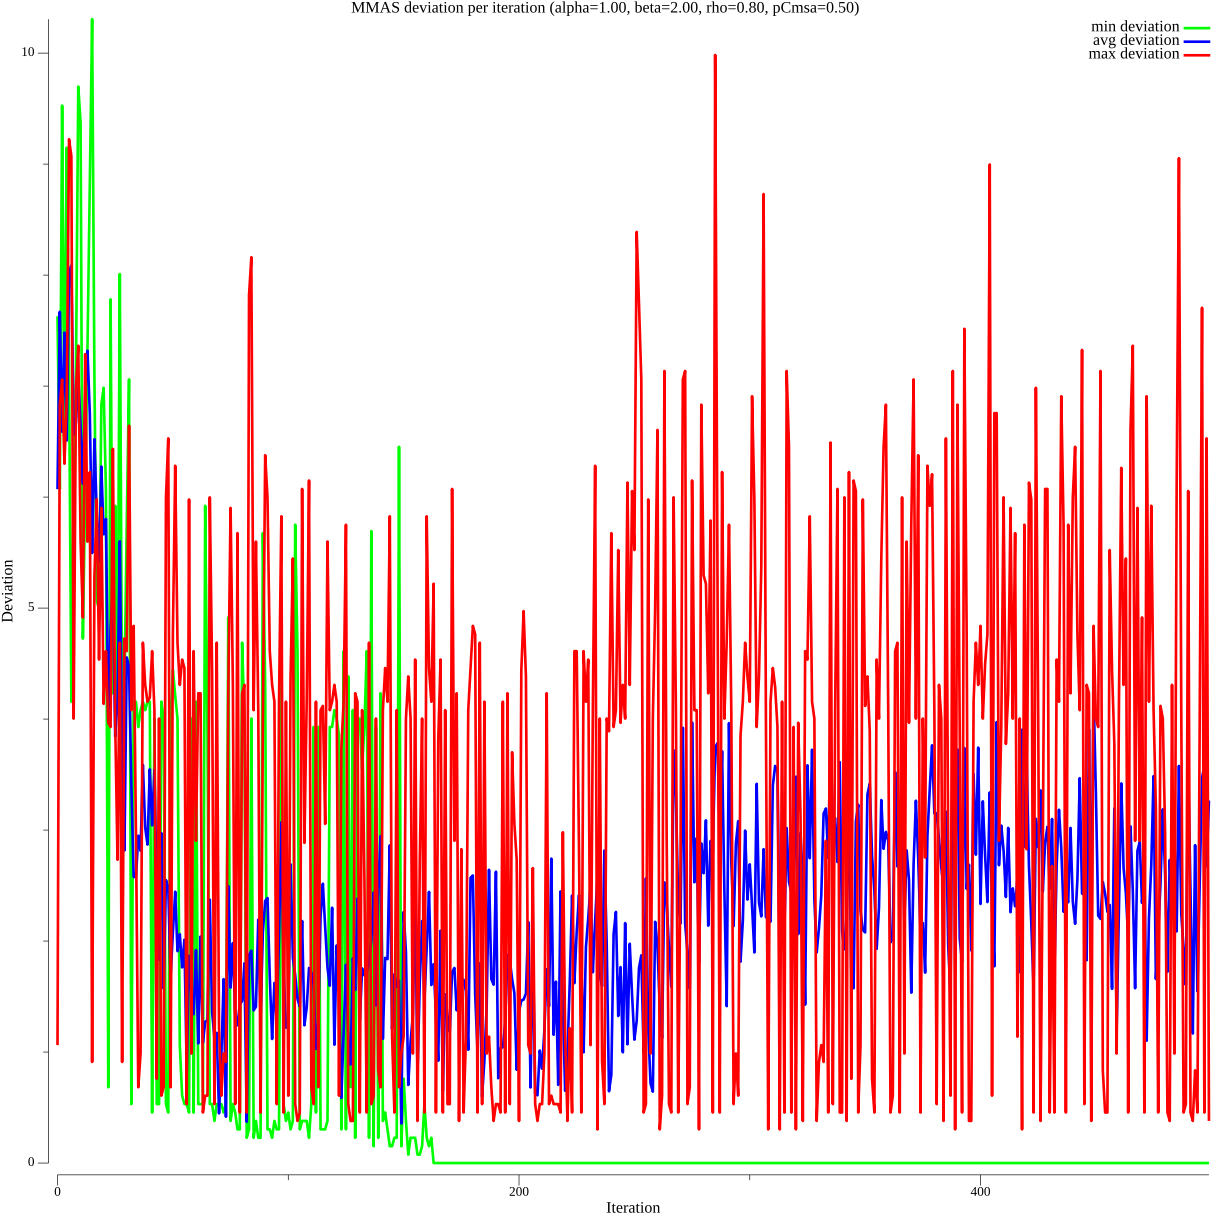 MMAS deviation per iteration (alpha=1.00, beta=2.00, rho=0.80, pCmsa=0.50)
min deviation
avg deviation
max deviation
10
5
0
Deviation
0
200
400
Iteration